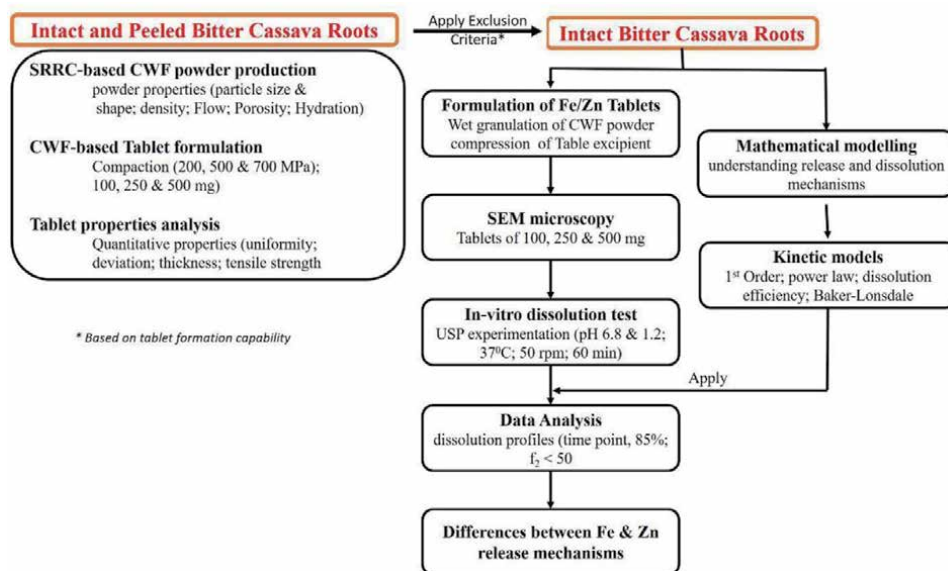 Intact and Peeled Bitter Cassava Roots
SRRC-based CWF powder production
powder properties (particle size &
shape; density; Flow; Porosity; Hydration)
CWF-based Tablet formulation
Compaction (200, 500 & 700 MPa);
100, 250 & 500 mg)
Tablet properties analysis
Quantitative properties (uniformity;
deviation; thickness; tensile strength
* Based on tablet formation capability
Apply Exclusion
Criteria*
Intact Bitter Cassava Roots
Formulation of Fe/Zn Tablets
Wet granulation of CWF powder
compression of Table excipient
SEM microscopy
Tablets of 100, 250 & 500 mg
In-vitro dissolution test
USP experimentation (pH 6.8 & 1.2;
37⁰C; 50 rpm; 60 min)
Mathematical modelling
understanding release and dissolution
mechanisms
Kinetic models
1st Order; power law; dissolution
efficiency; Baker-Lonsdale
Apply
Data Analysis
dissolution profiles (time point, 85%;
f₂ < 50
Differences between Fe & Zn
release mechanisms